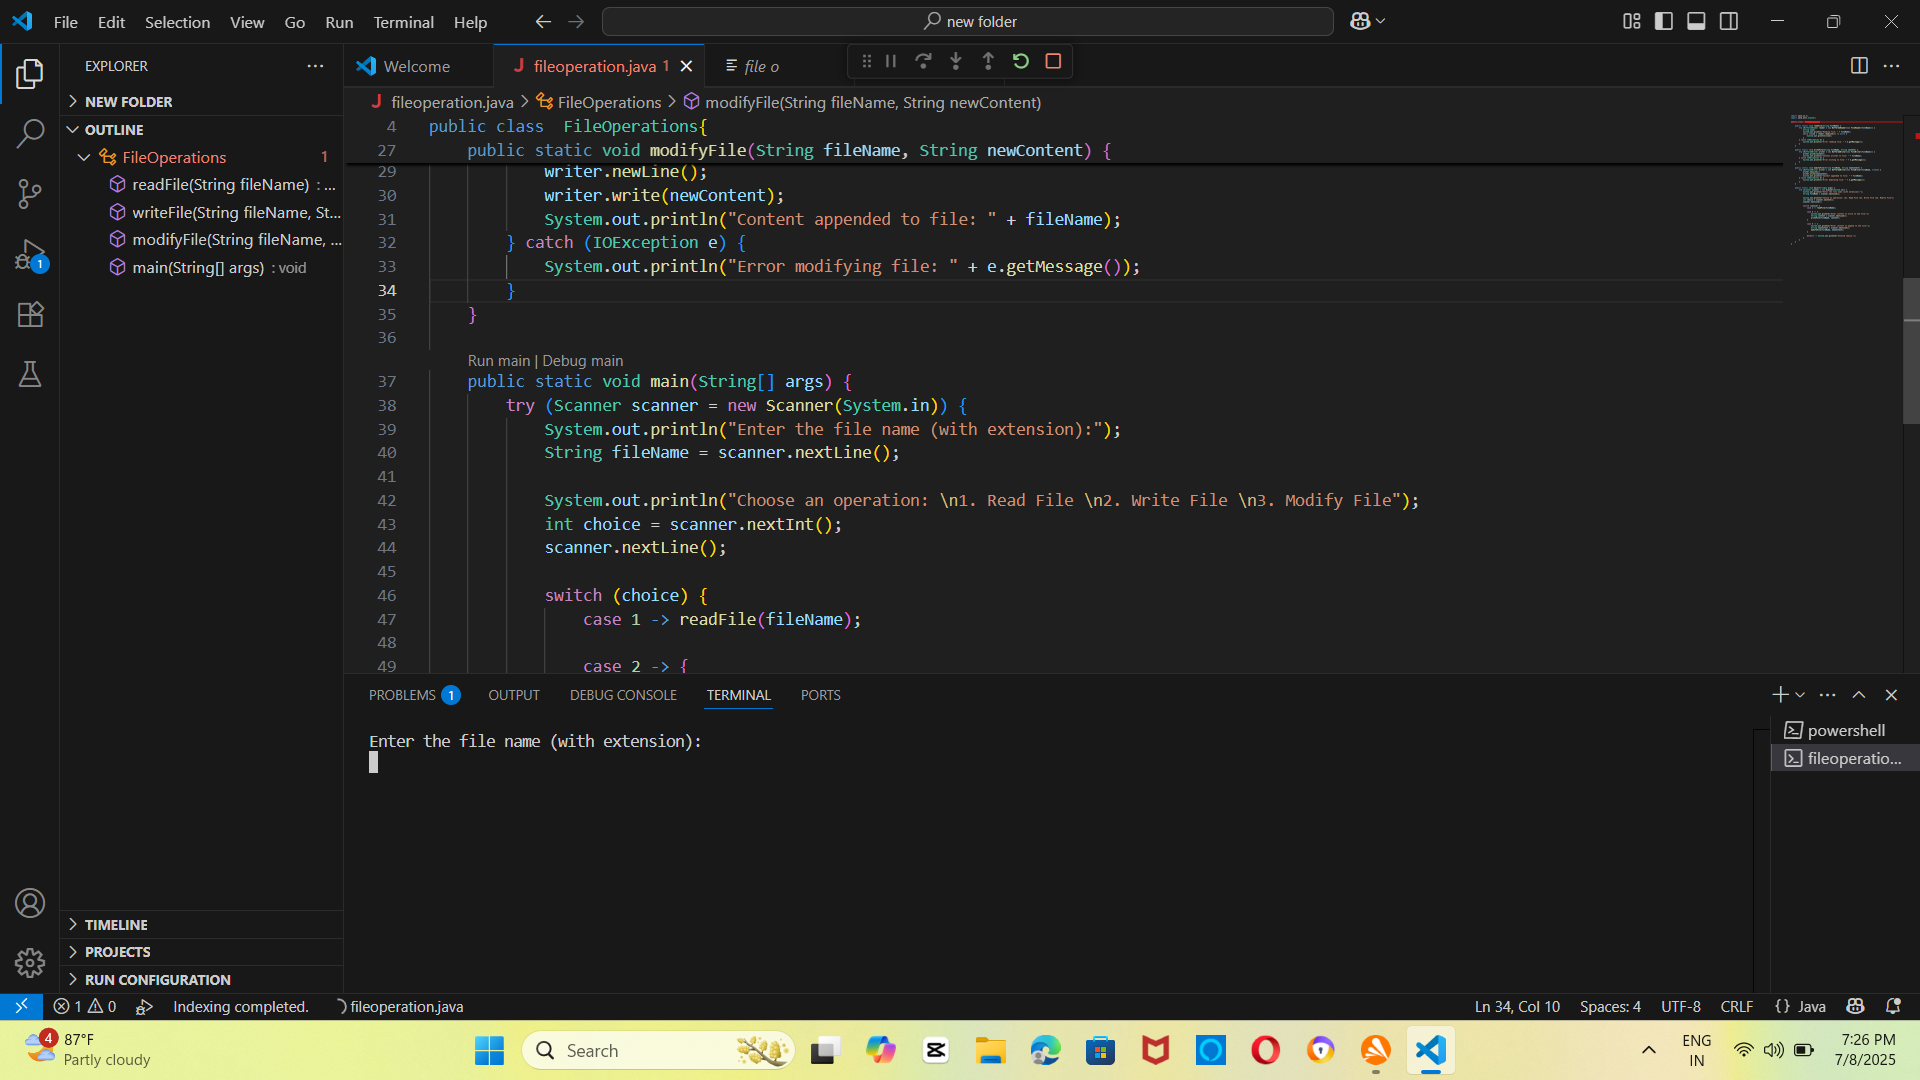 File Edit Selection View Go Run Terminal Help
new folder
EXPLORER
NEW FOLDER
OUTLINE
FileOperations 1
readFile(String fileName) : ...
writeFile(String fileName, St...
modifyFile(String fileName, ...
main(String[] args) : void
TIMELINE
PROJECTS
RUN CONFIGURATION
Welcome
J fileoperation.java 1
file o
J fileoperation.java > FileOperations > modifyFile(String fileName, String newContent)
4 public class  FileOperations{
27 public static void modifyFile(String fileName, String newContent) {
29 writer.newLine();
30 writer.write(newContent);
31 System.out.println("Content appended to file: " + fileName);
32 } catch (IOException e) {
33 System.out.println("Error modifying file: " + e.getMessage());
34 }
35 }
36
Run main | Debug main
37 public static void main(String[] args) {
38 try (Scanner scanner = new Scanner(System.in)) {
39 System.out.println("Enter the file name (with extension):");
40 String fileName = scanner.nextLine();
41
42 System.out.println("Choose an operation: \n1. Read File \n2. Write File \n3. Modify File");
43 int choice = scanner.nextInt();
44 scanner.nextLine();
45
46 switch (choice) {
47 case 1 -> readFile(fileName);
48
49 case 2 -> {
PROBLEMS 1 OUTPUT DEBUG CONSOLE TERMINAL PORTS
Enter the file name (with extension):
powershell
fileoperatio...
1
1 0 Indexing completed. fileoperation.java
Ln 34, Col 10 Spaces: 4 UTF-8 CRLF {} Java
4
87°F
Partly cloudy
Search
ENG
IN
7:26 PM
7/8/2025